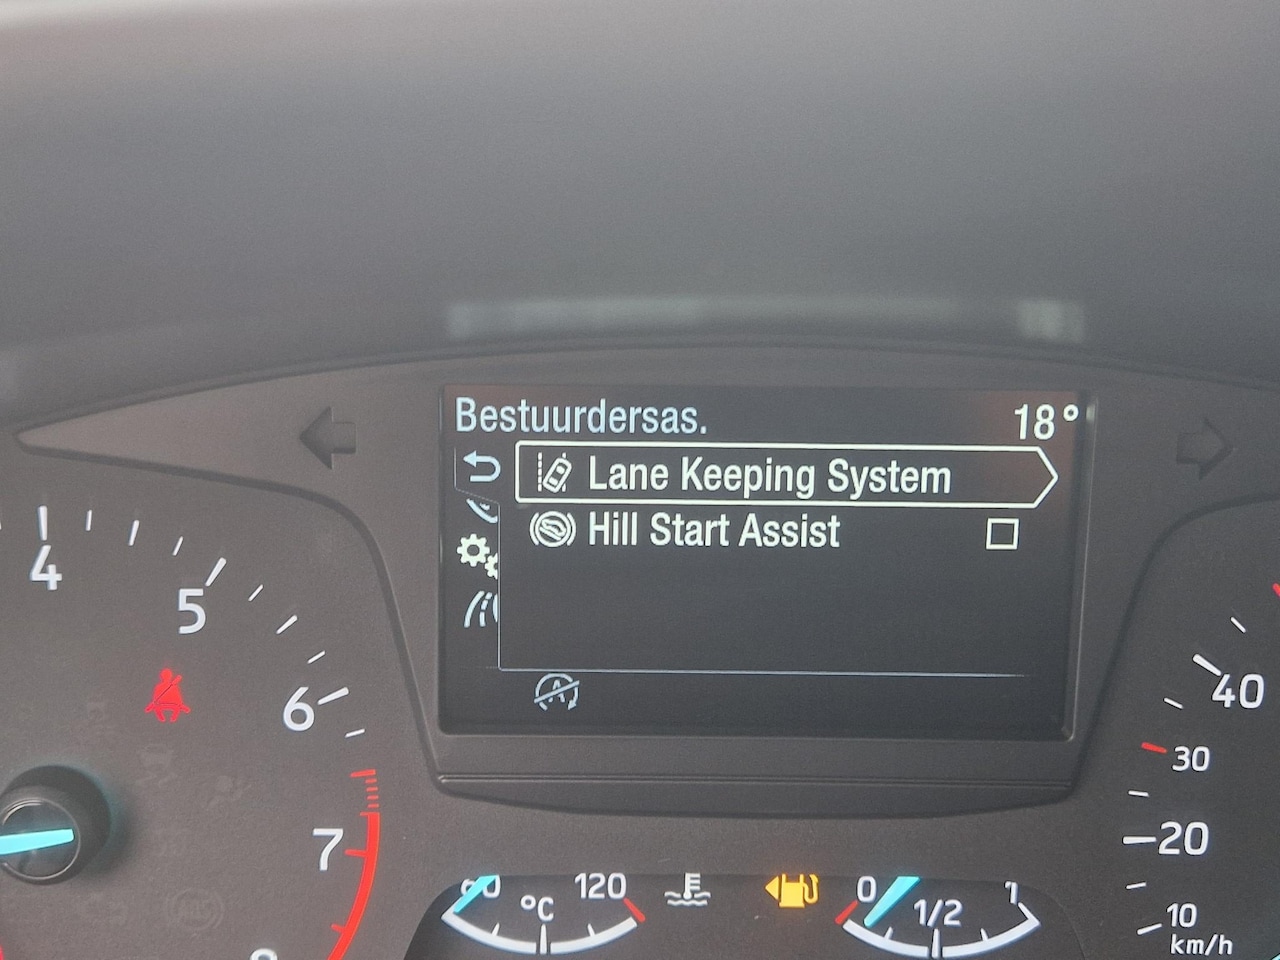 Bestuurdersas. 18°
Lane Keeping System
Hill Start Assist
A
4
5
6
7
40
30
20
10
km/h
60 °C 120
0 1/2 1